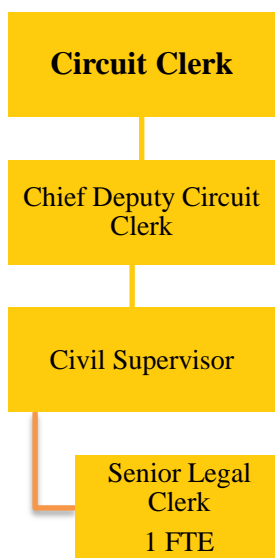 Circuit Clerk
Chief Deputy Circuit
Clerk
Civil Supervisor
Senior Legal
Clerk
1 FTE